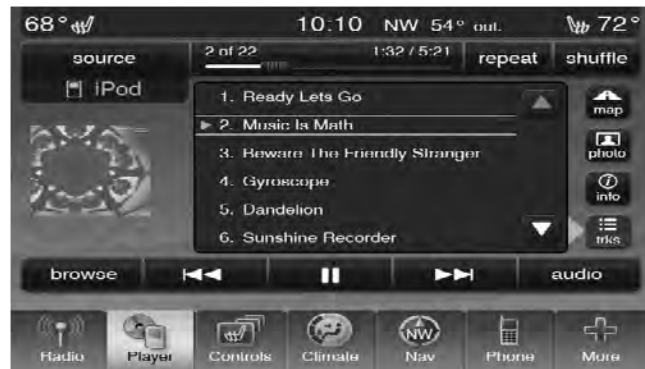 68° 10:10 NW 54° out. 72°
source 2 of 22 1:32 / 5:21 repeat shuffle
iPod
1. Ready Lets Go
map
2. Music Is Math
3. Beware The Friendly Stranger
photo
4. Gyroscope
info
5. Dandelion
6. Sunshine Recorder
trks
browse audio
NW
Radio Player Controls Climate Nav Phone More